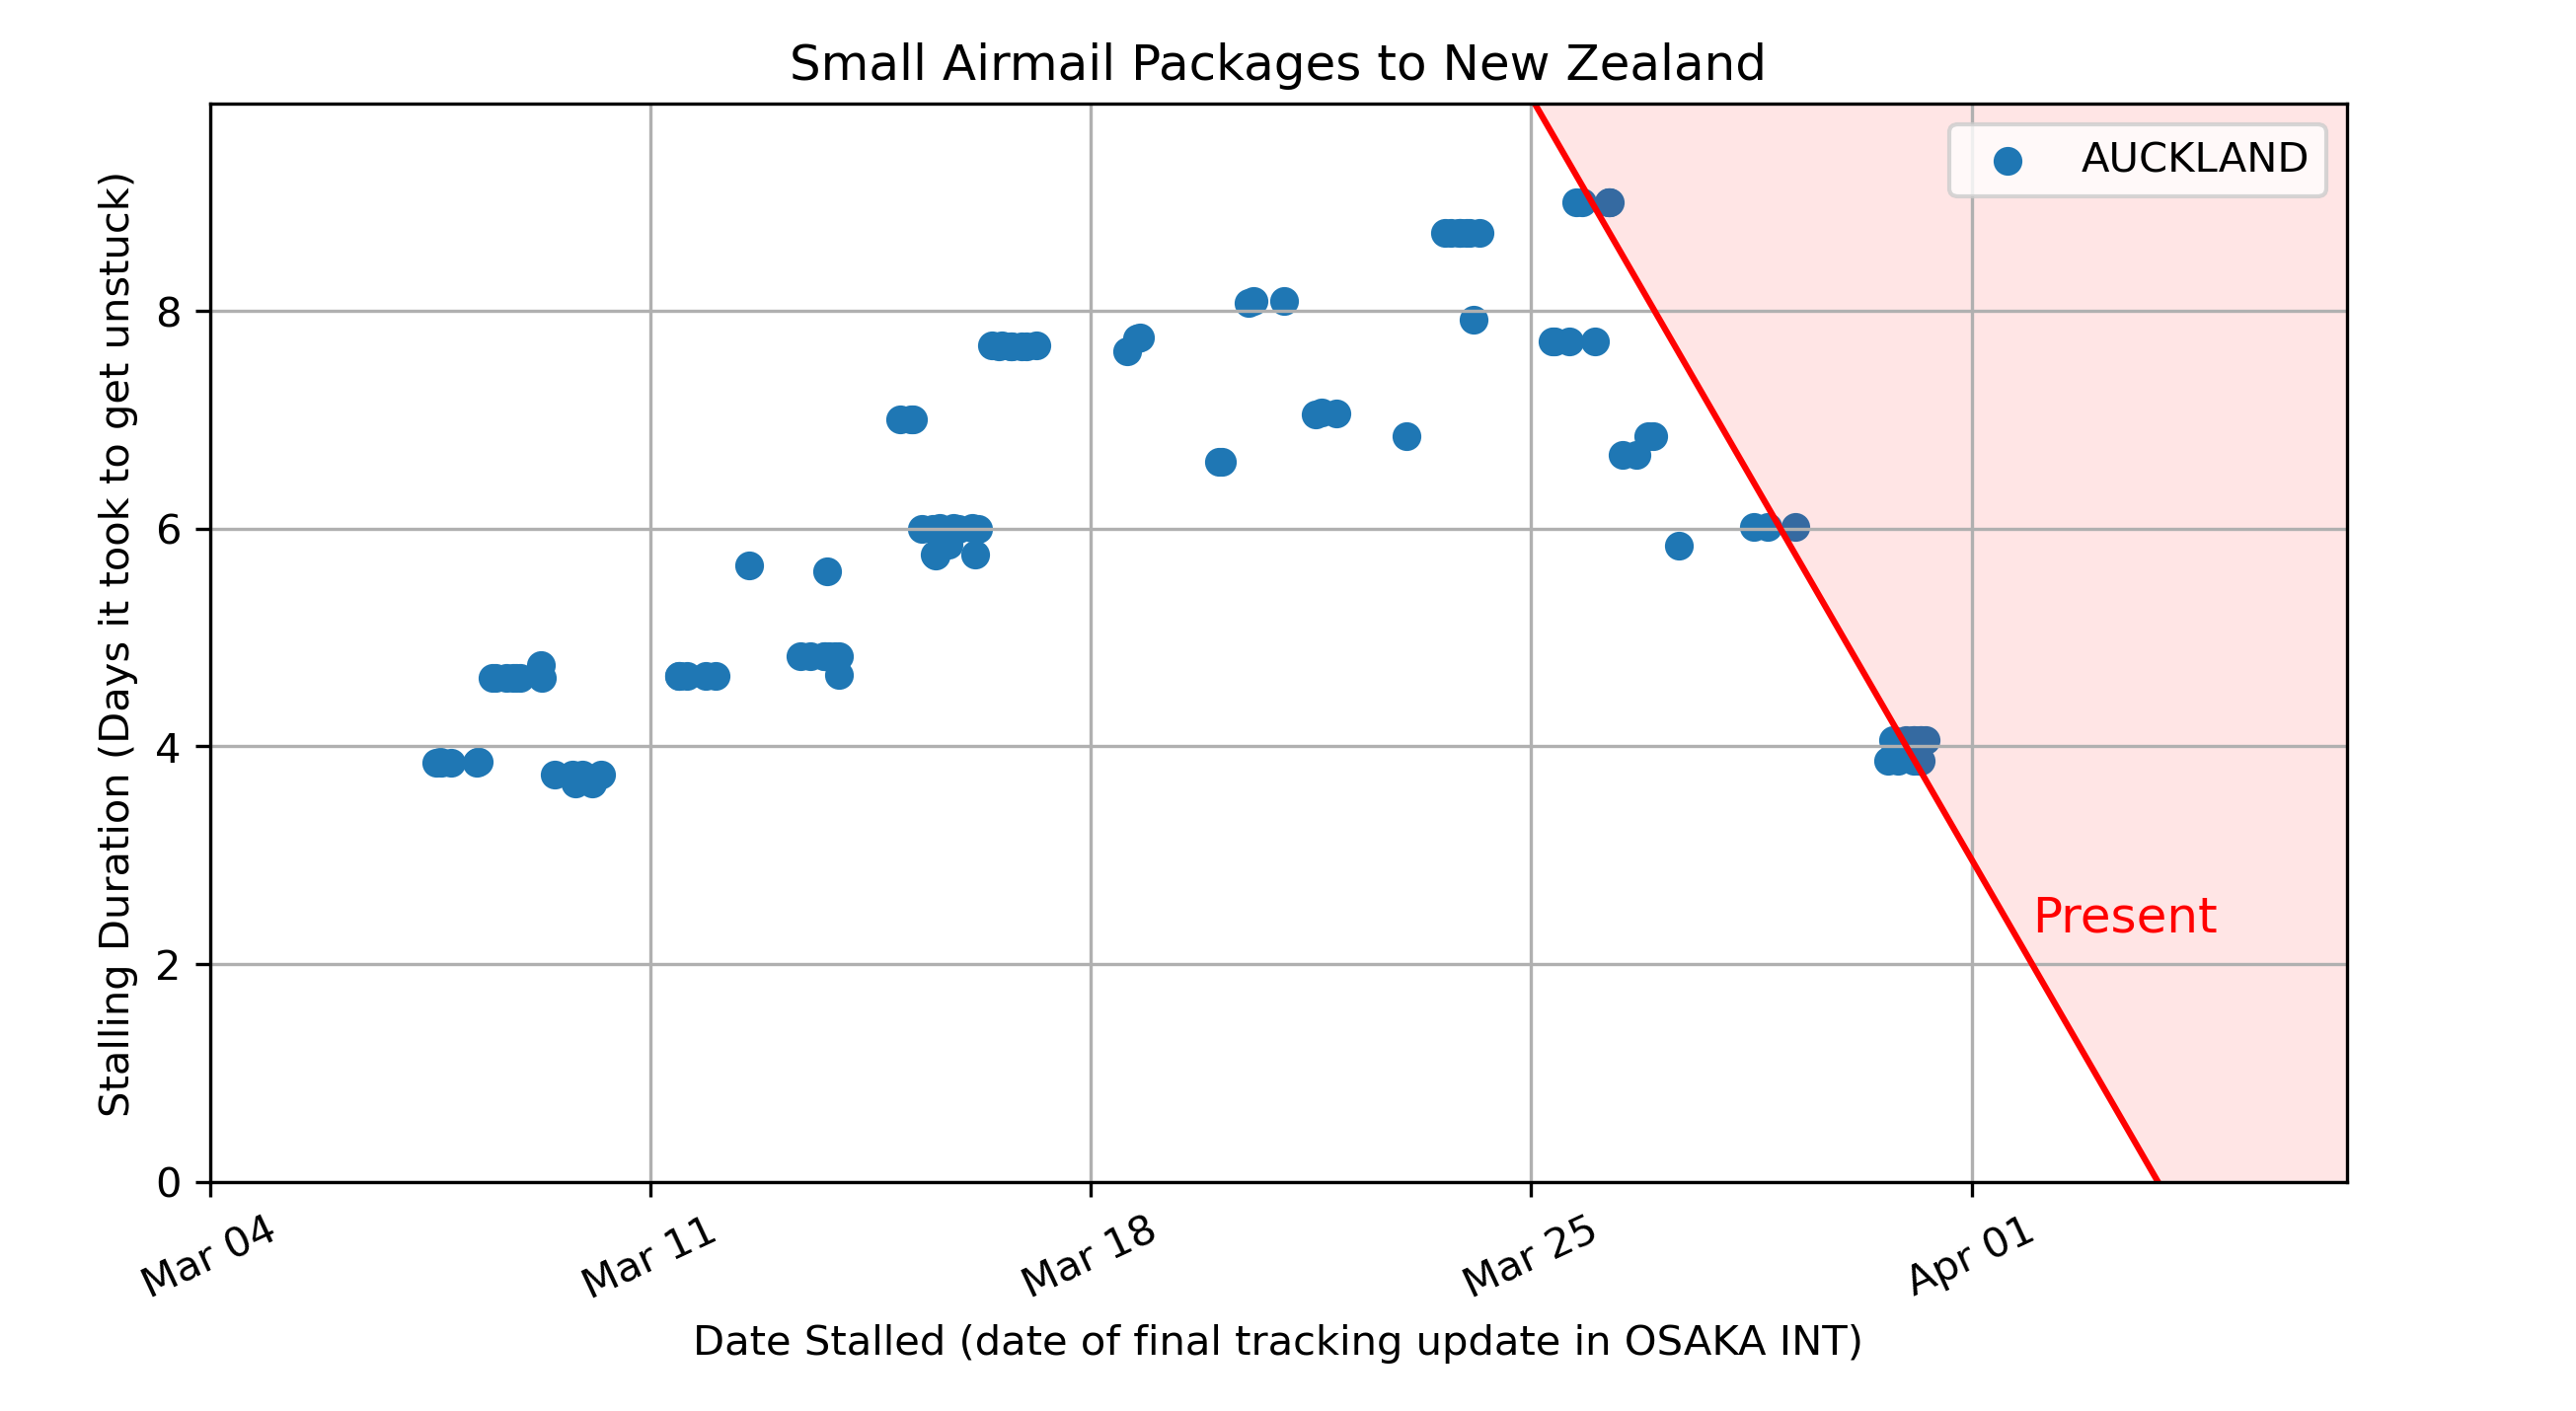 Small Airmail Packages to New Zealand
AUCKLAND
Stalling Duration (Days it took to get unstuck)
8
6
4
2
0
Present
Mar 04
Mar 11
Mar 18
Mar 25
Apr 01
Date Stalled (date of final tracking update in OSAKA INT)